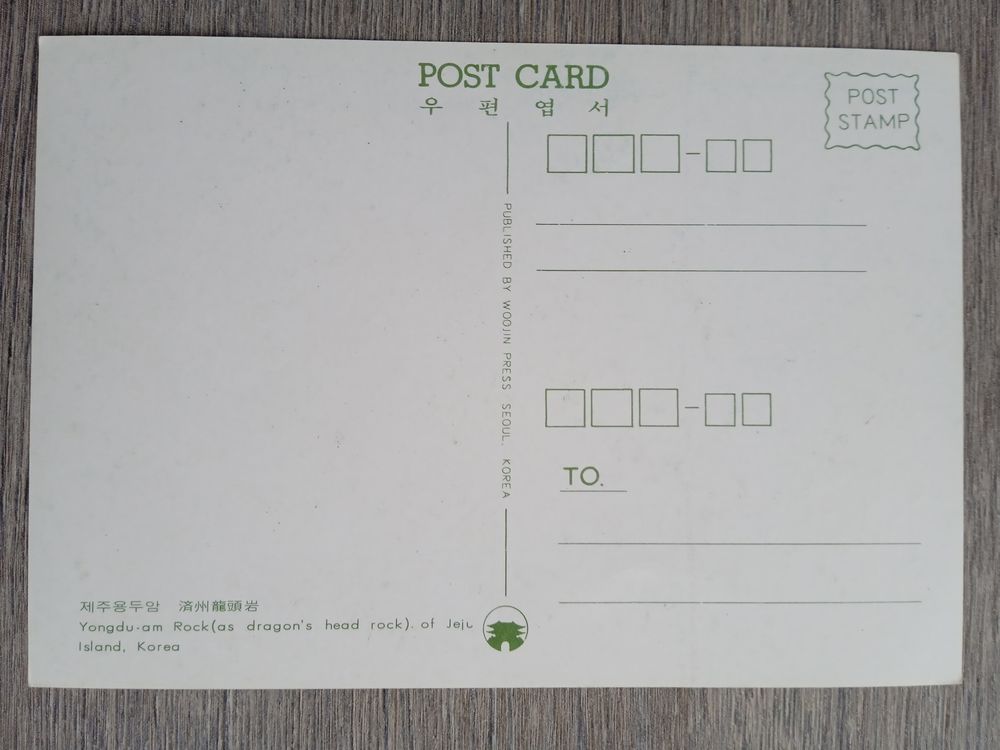 POST CARD
우 편 엽 서
POST
STAMP
PUBLISHED BY WOOJIN PRESS SEOUL, KOREA
TO.
제주용두암 済州龍頭岩
Yongdu-am Rock(as dragon's head rock). of Jeju
Island, Korea